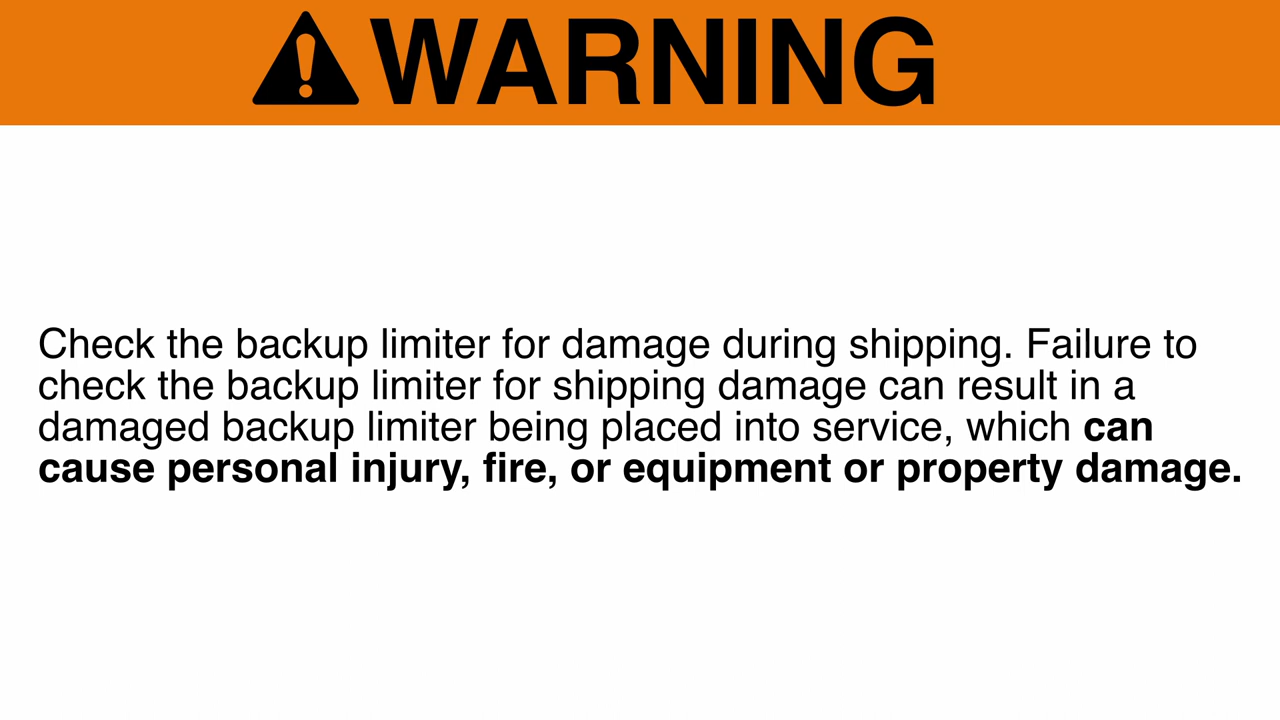 WARNING
Check the backup limiter for damage during shipping. Failure to
check the backup limiter for shipping damage can result in a
damaged backup limiter being placed into service, which can
cause personal injury, fire, or equipment or property damage.